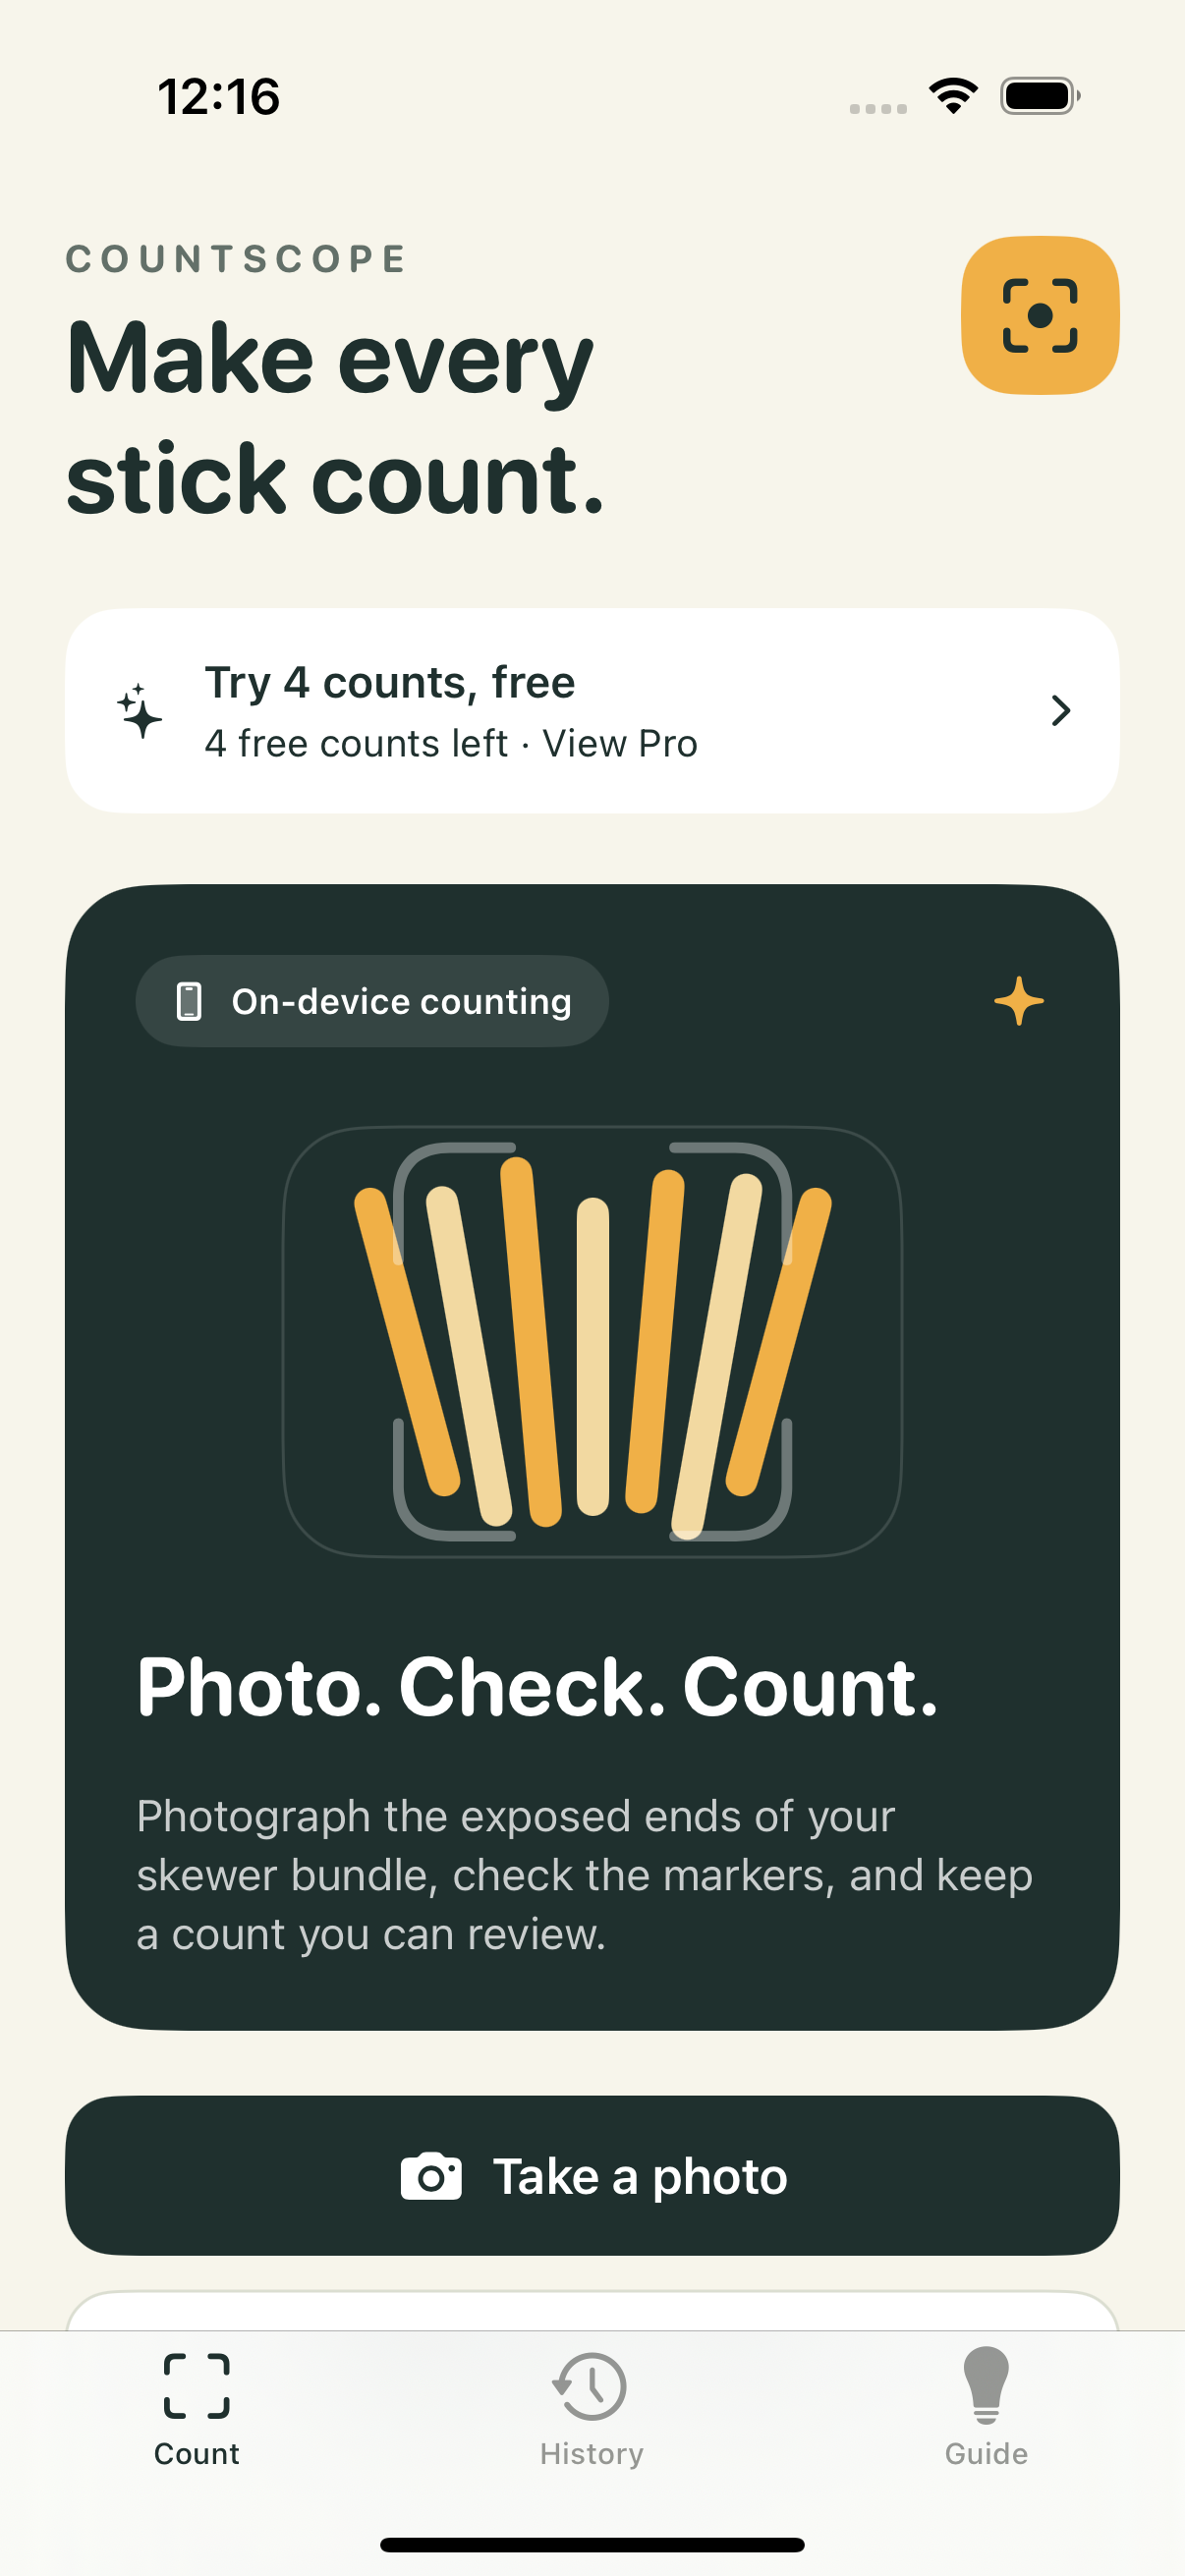 12:16
COUNTSCOPE
Make every
stick count.
Try 4 counts, free
4 free counts left · View Pro
On-device counting
Photo. Check. Count.
Photograph the exposed ends of your
skewer bundle, check the markers, and keep
a count you can review.
Take a photo
Count
History
Guide